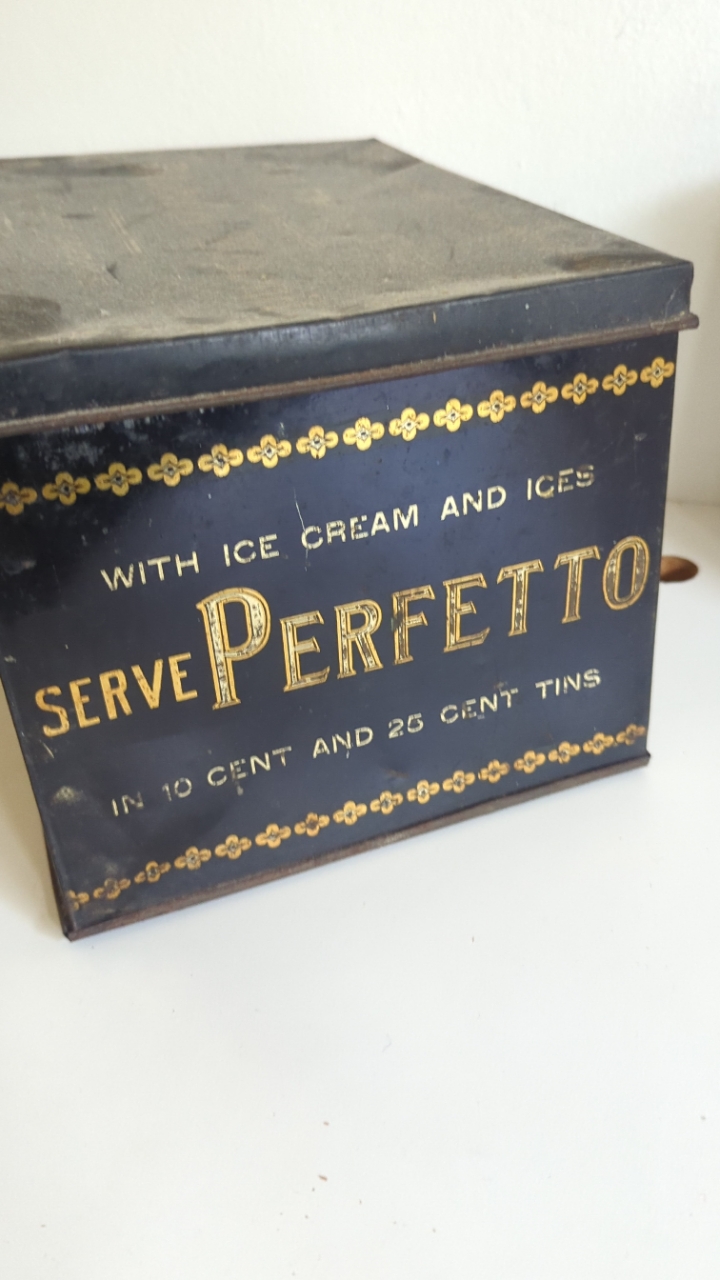 WITH ICE CREAM AND ICES
SERVE PERFETTO
IN 10 CENT AND 25 CENT TINS